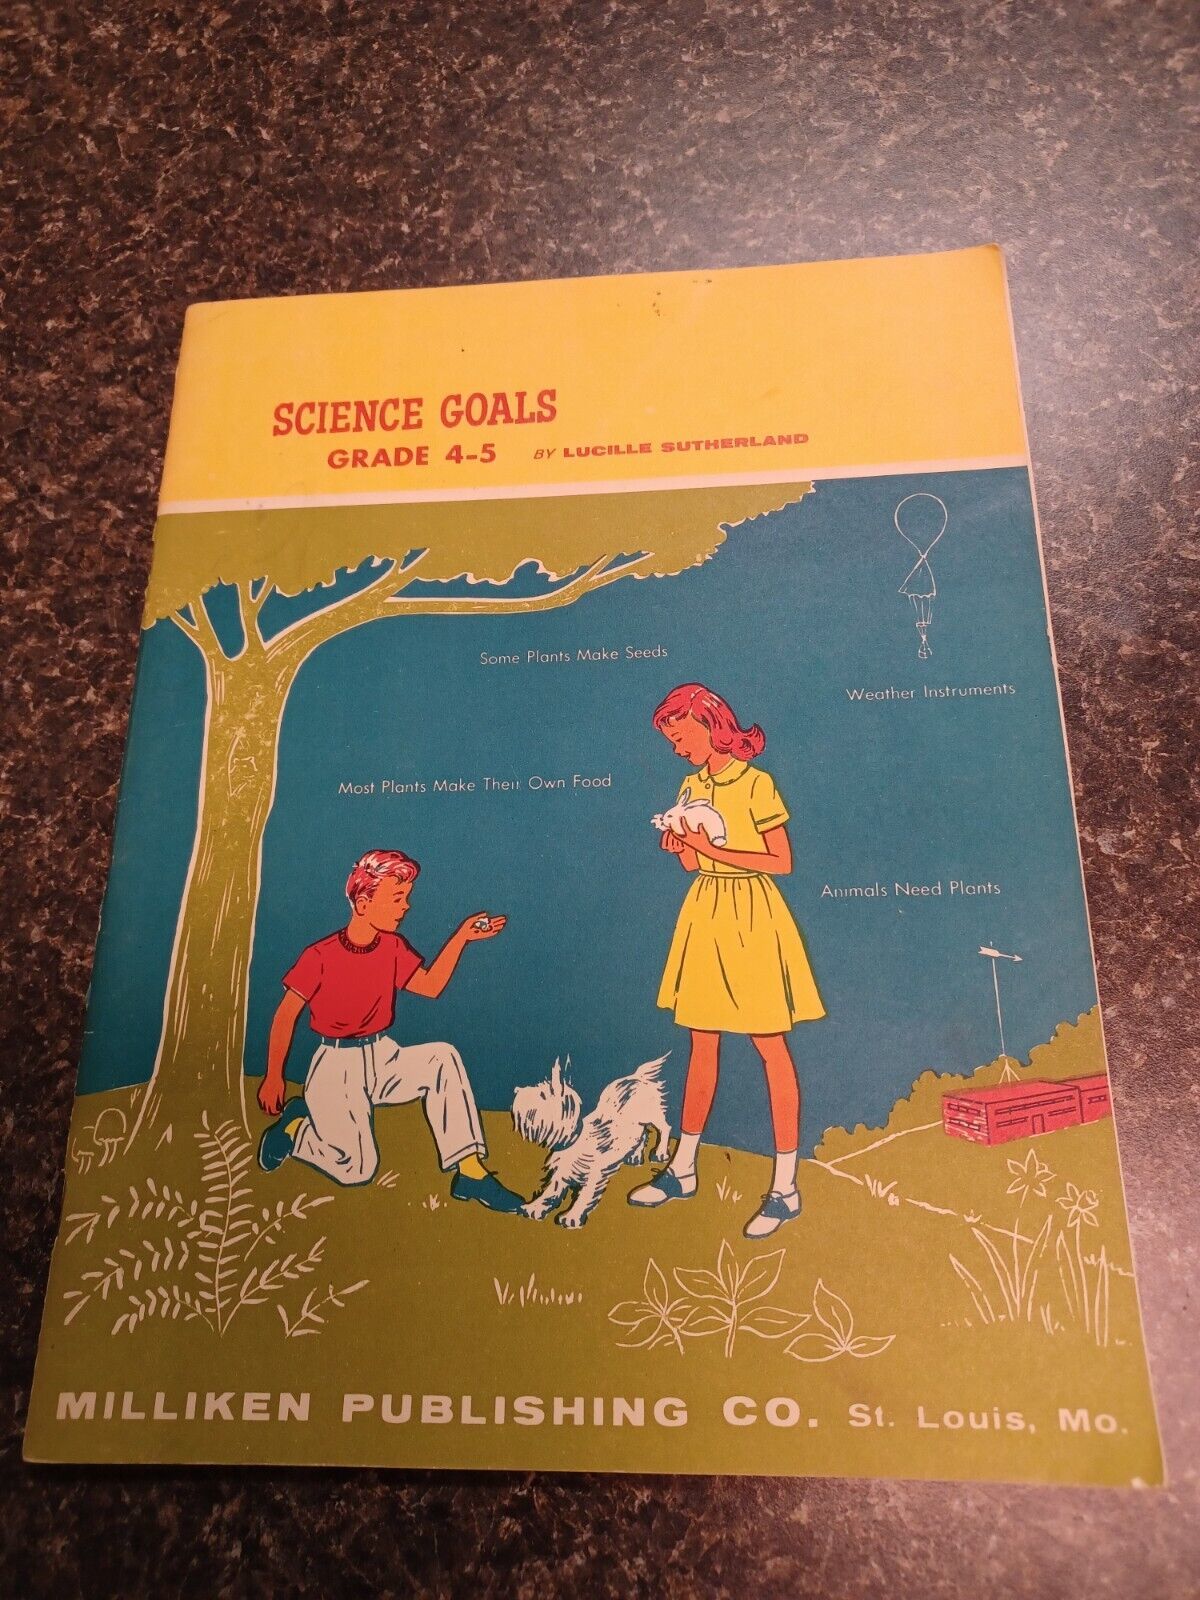 SCIENCE GOALS
GRADE 4-5 BY LUCILLE SUTHERLAND
Some Plants Make Seeds
Weather Instruments
Most Plants Make Their Own Food
Animals Need Plants
MILLIKEN PUBLISHING CO. St. Louis, Mo.